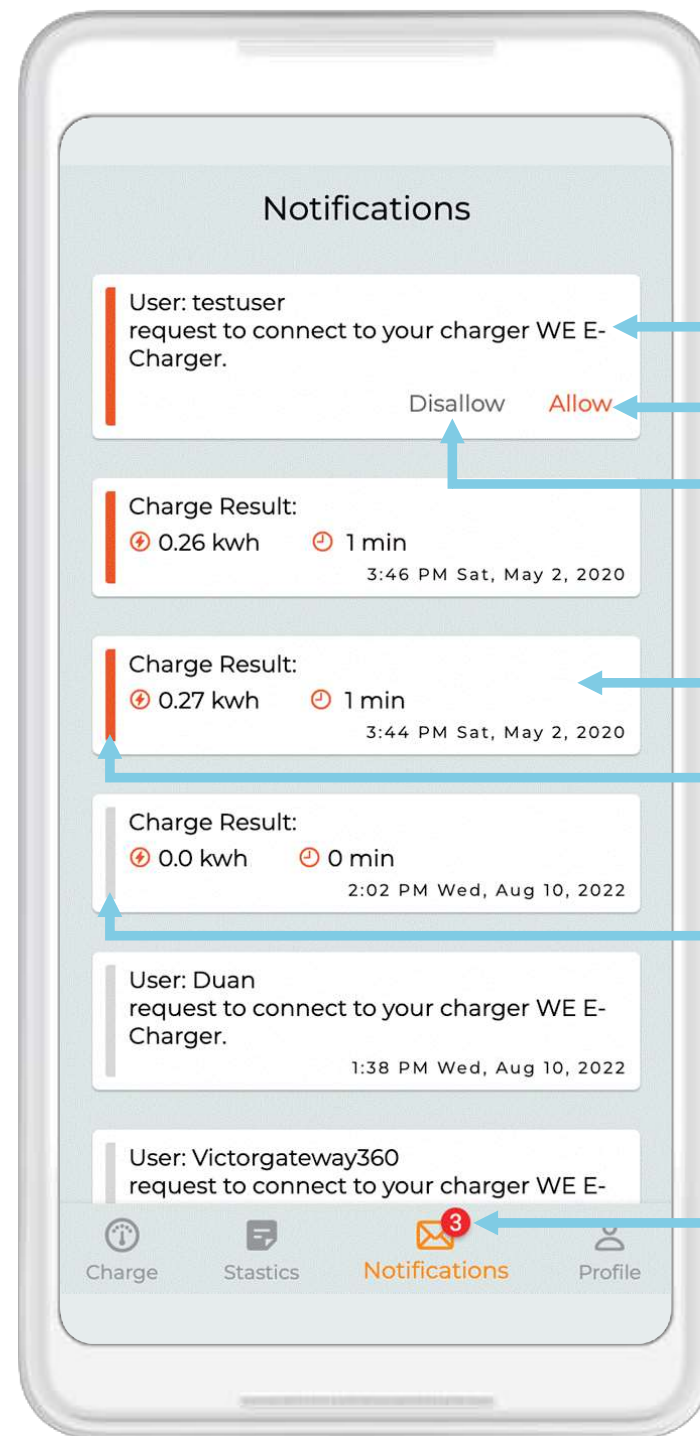 Notifications
User: testuser
request to connect to your charger WE E-
Charger.
Disallow Allow
Charge Result:
0.26 kwh 1 min
3:46 PM Sat, May 2, 2020
Charge Result:
0.27 kwh 1 min
3:44 PM Sat, May 2, 2020
Charge Result:
0.0 kwh 0 min
2:02 PM Wed, Aug 10, 2022
User: Duan
request to connect to your charger WE E-
Charger.
1:38 PM Wed, Aug 10, 2022
User: Victorgateway360
request to connect to your charger WE E-
3
Charge Stastics Notifications Profile